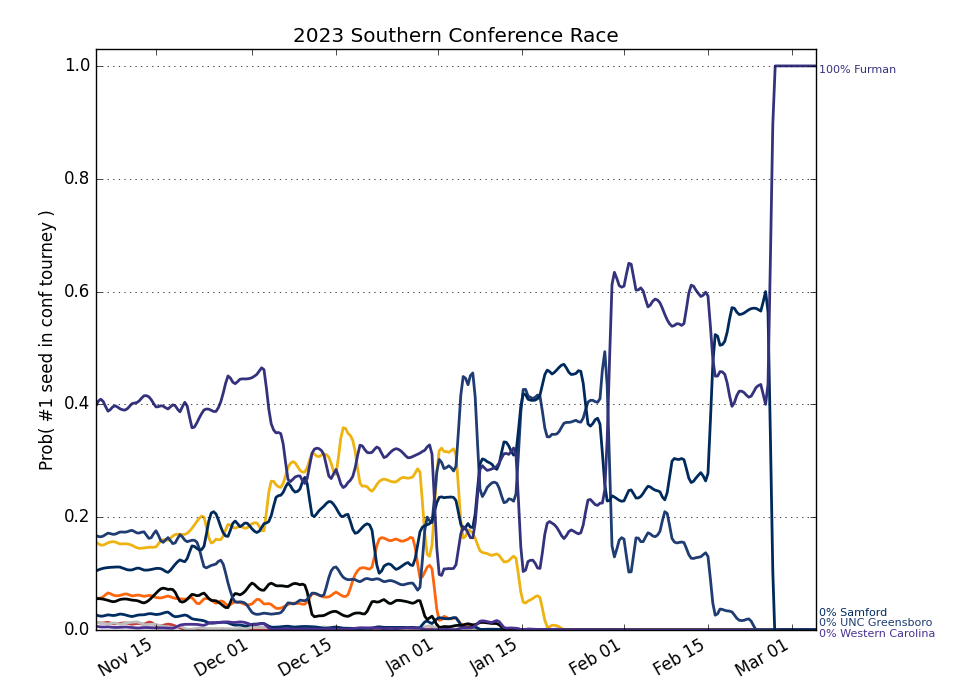 2023 Southern Conference Race
Prob( #1 seed in conf tourney )
1.0
0.8
0.6
0.4
0.2
0.0
100% Furman
0% Samford
0% UNC Greensboro
0% Western Carolina
Nov 15
Dec 01
Dec 15
Jan 01
Jan 15
Feb 01
Feb 15
Mar 01